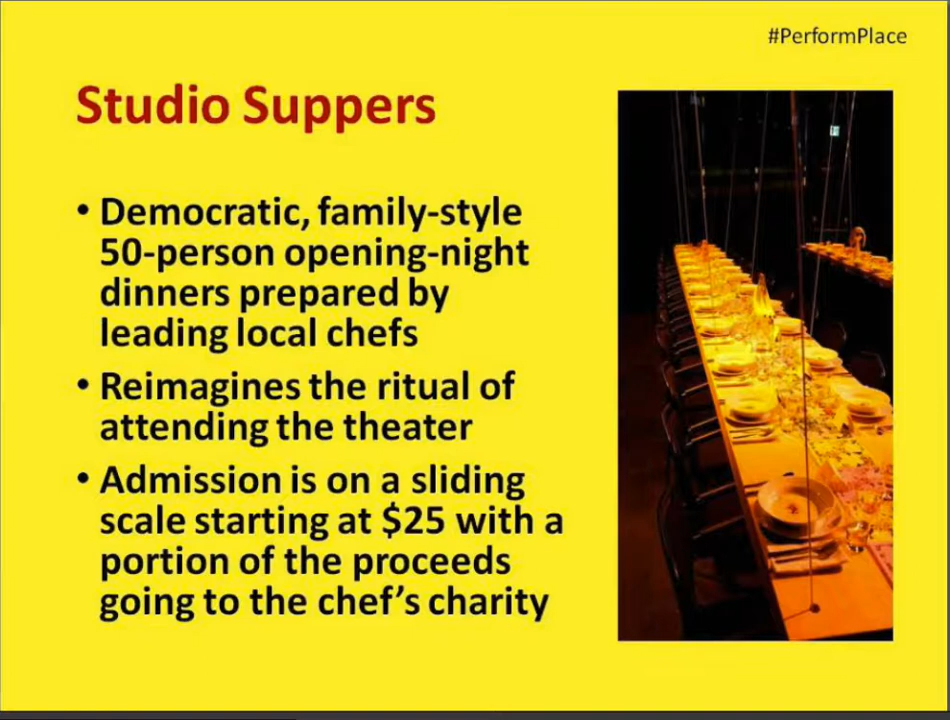 #PerformPlace
Studio Suppers
• Democratic, family-style
50-person opening-night
dinners prepared by
leading local chefs
• Reimagines the ritual of
attending the theater
• Admission is on a sliding
scale starting at $25 with a
portion of the proceeds
going to the chef’s charity